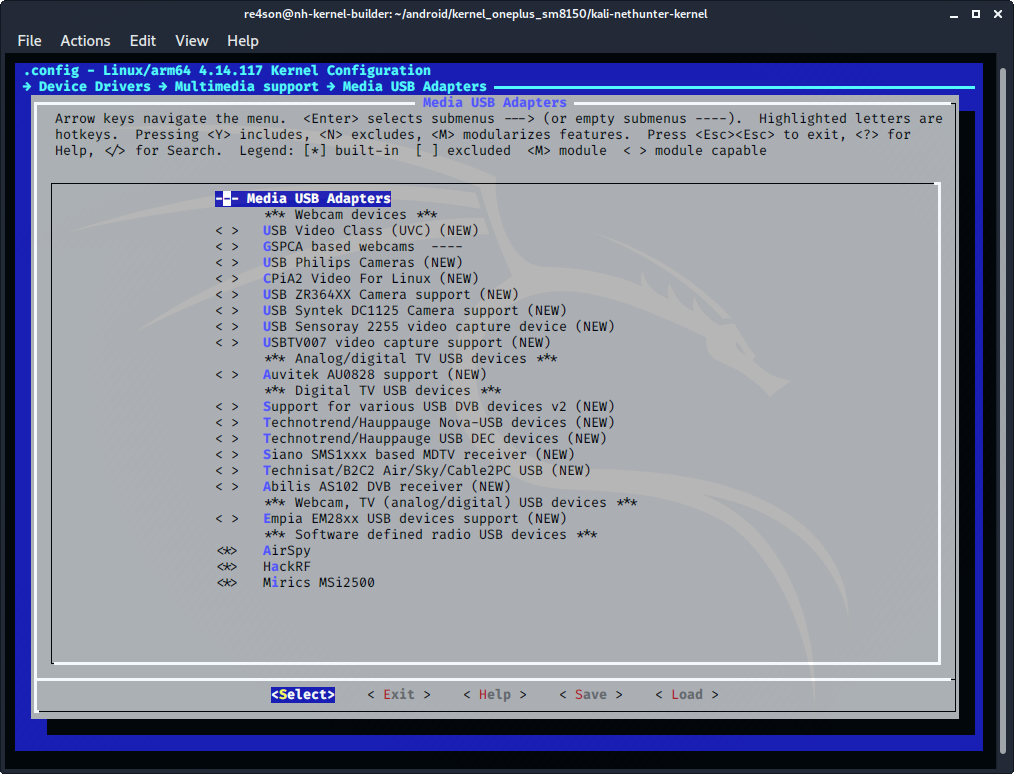 re4son@nh-kernel-builder: ~/android/kernel_oneplus_sm8150/kali-nethunter-kernel
File Actions Edit View Help
.config - Linux/arm64 4.14.117 Kernel Configuration
→ Device Drivers → Multimedia support → Media USB Adapters
Media USB Adapters
Arrow keys navigate the menu.  <Enter> selects submenus ---> (or empty submenus ----).  Highlighted letters are
hotkeys.  Pressing <Y> includes, <N> excludes, <M> modularizes features.  Press <Esc><Esc> to exit, <?> for
Help, </> for Search.  Legend: [*] built-in  [ ] excluded  <M> module  < > module capable
--- Media USB Adapters
*** Webcam devices ***
< >   USB Video Class (UVC) (NEW)
< >   GSPCA based webcams  ----
< >   USB Philips Cameras (NEW)
< >   CPiA2 Video For Linux (NEW)
< >   USB ZR364XX Camera support (NEW)
< >   USB Syntek DC1125 Camera support (NEW)
< >   USB Sensoray 2255 video capture device (NEW)
< >   USBTV007 video capture support (NEW)
*** Analog/digital TV USB devices ***
< >   Auvitek AU0828 support (NEW)
*** Digital TV USB devices ***
< >   Support for various USB DVB devices v2 (NEW)
< >   Technotrend/Hauppauge Nova-USB devices (NEW)
< >   Technotrend/Hauppauge USB DEC devices (NEW)
< >   Siano SMS1xxx based MDTV receiver (NEW)
< >   Technisat/B2C2 Air/Sky/Cable2PC USB (NEW)
< >   Abilis AS102 DVB receiver (NEW)
*** Webcam, TV (analog/digital) USB devices ***
< >   Empia EM28xx USB devices support (NEW)
*** Software defined radio USB devices ***
<*>   AirSpy
<*>   HackRF
<*>   Mirics MSi2500
<Select>    < Exit >    < Help >    < Save >    < Load >